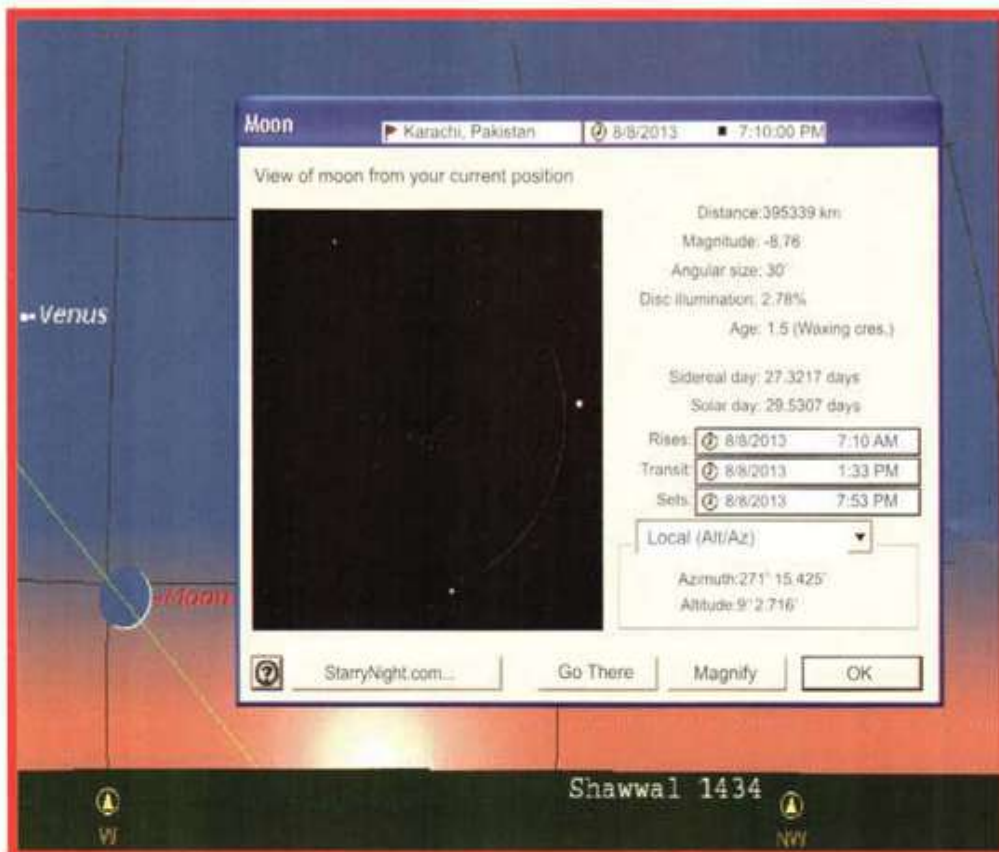 Moon
Karachi, Pakistan 8/8/2013 7:10:00 PM
View of moon from your current position
Distance:395339 km
Magnitude: -8.76
Angular size: 30'
Disc illumination: 2.78%
Age: 1.5 (Waxing cres.)
Sidereal day: 27.3217 days
Solar day: 29.5307 days
Rises: 8/8/2013 7:10 AM
Transit: 8/8/2013 1:33 PM
Sets: 8/8/2013 7:53 PM
Local (Alt/Az)
Azimuth:271° 15.425'
Altitude:9° 2.716'
StarryNight.com... Go There Magnify OK
Venus
Moon
Shawwal 1434
W NW